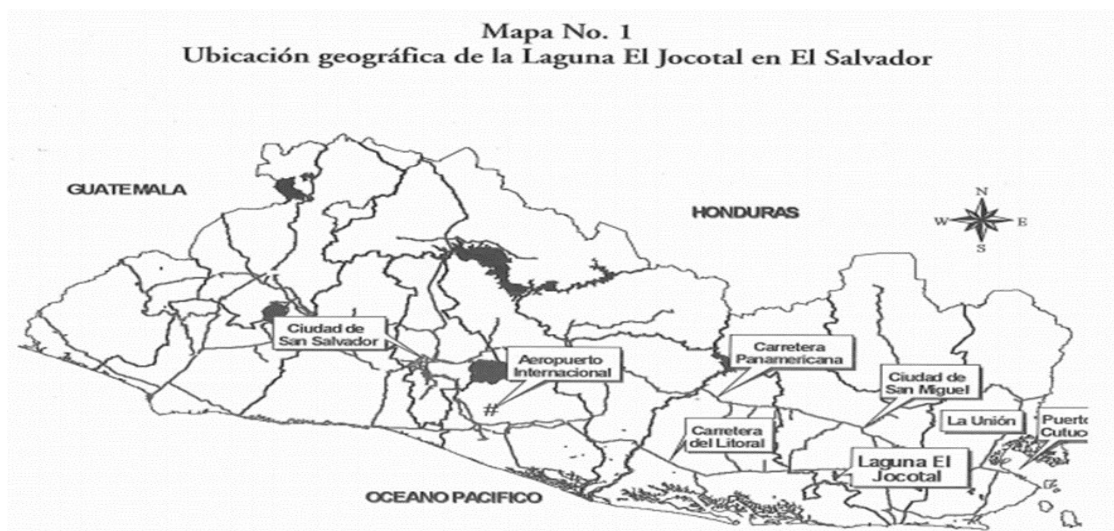 Mapa No. 1
Ubicación geográfica de la Laguna El Jocotal en El Salvador
GUATEMALA
HONDURAS
N
W
E
S
Ciudad de
San Salvador
Aeropuerto
Internacional
#
Carretera
Panamericana
Ciudad de
San Miguel
La Unión
Puerto
Cutuco
Carretera
del Litoral
Laguna El
Jocotal
OCEANO PACIFICO